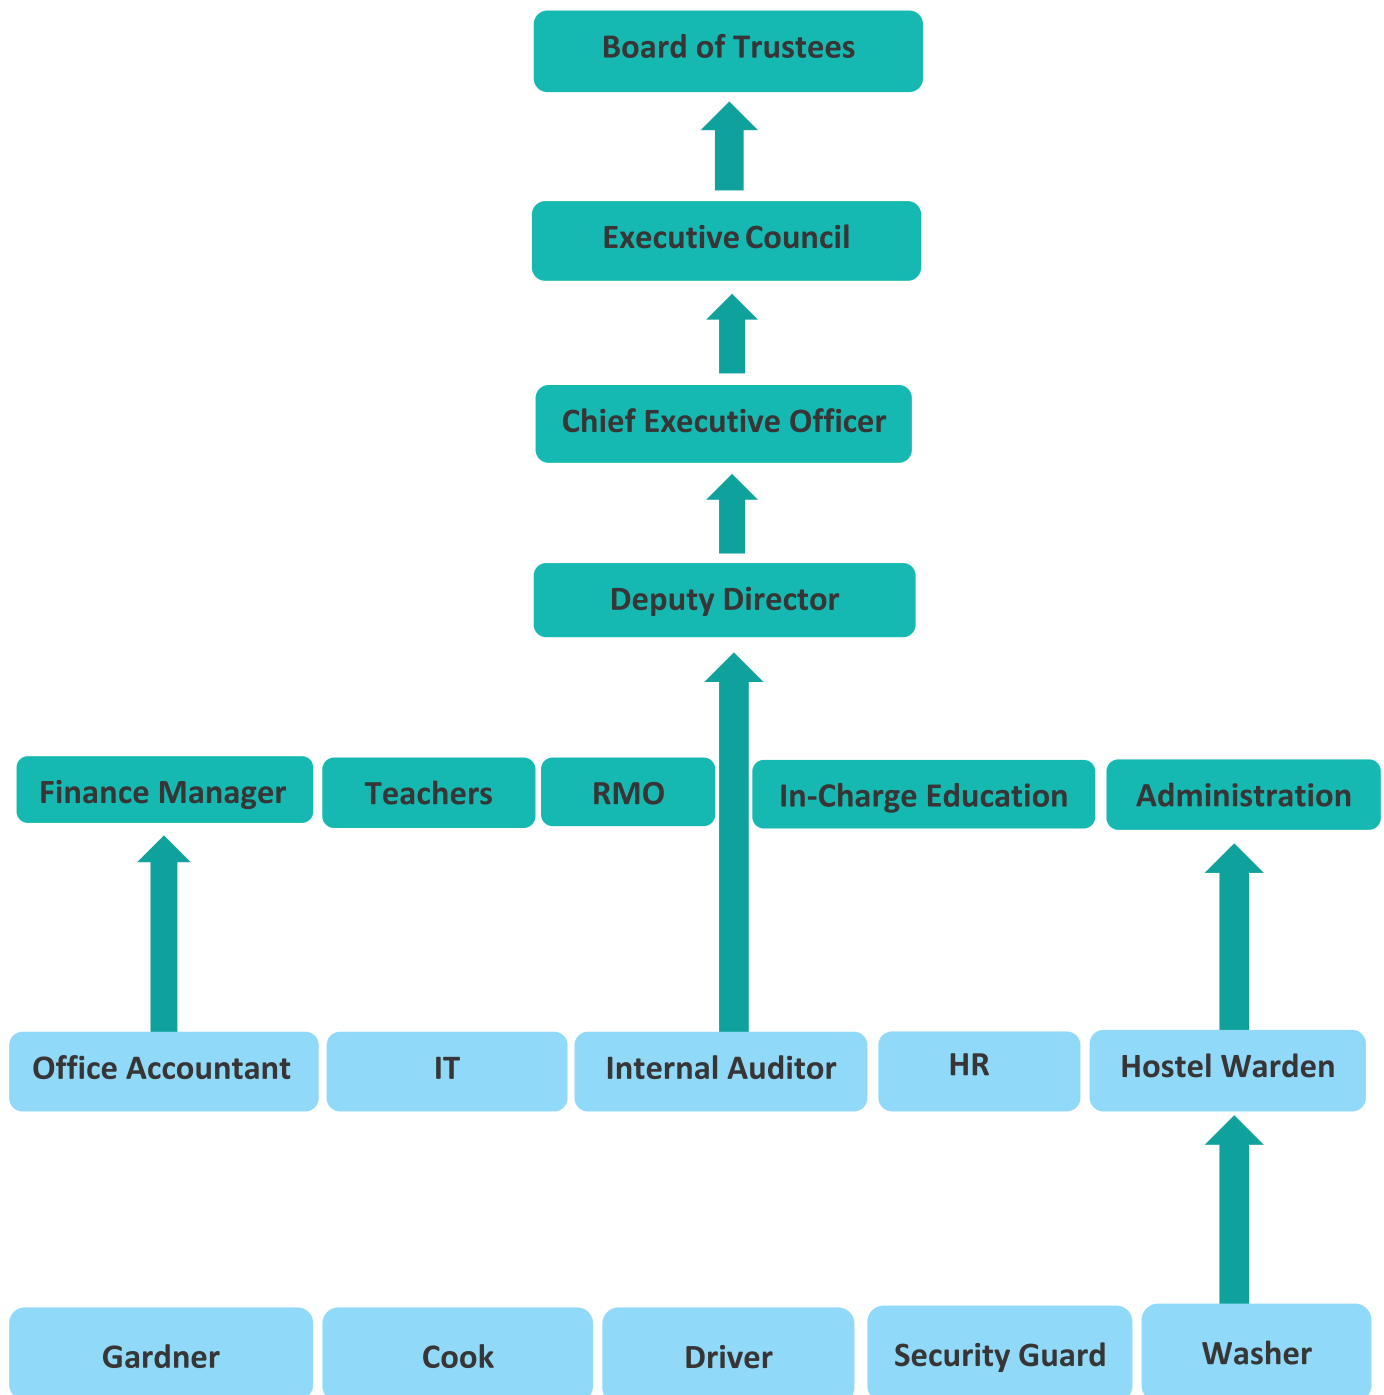 Board of Trustees
Executive Council
Chief Executive Officer
Deputy Director
Finance Manager
Teachers
RMO
In-Charge Education
Administration
Office Accountant
IT
Internal Auditor
HR
Hostel Warden
Gardner
Cook
Driver
Security Guard
Washer